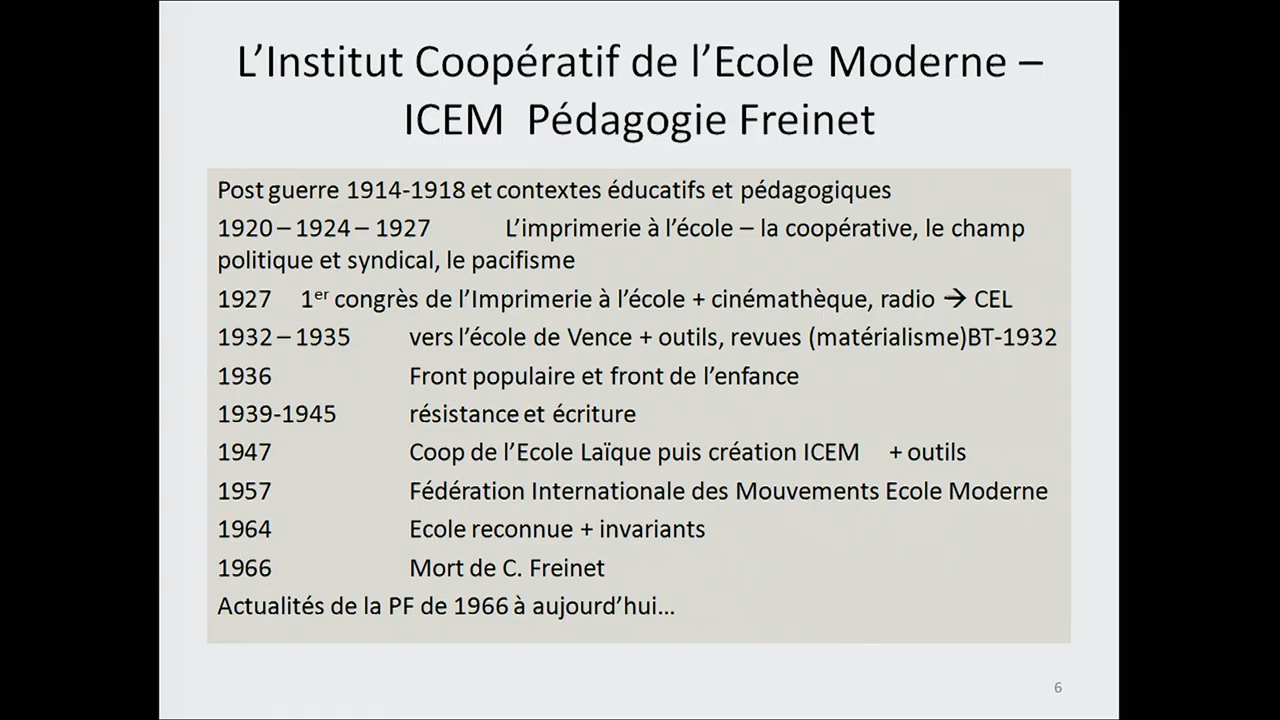 L’Institut Coopératif de l’Ecole Moderne –
ICEM Pédagogie Freinet
Post guerre 1914-1918 et contextes éducatifs et pédagogiques
1920 – 1924 – 1927 L’imprimerie à l’école – la coopérative, le champ
politique et syndical, le pacifisme
1927 1er congrès de l’Imprimerie à l’école + cinémathèque, radio → CEL
1932 – 1935 vers l’école de Vence + outils, revues (matérialisme)BT-1932
1936 Front populaire et front de l’enfance
1939-1945 résistance et écriture
1947 Coop de l’Ecole Laïque puis création ICEM + outils
1957 Fédération Internationale des Mouvements Ecole Moderne
1964 Ecole reconnue + invariants
1966 Mort de C. Freinet
Actualités de la PF de 1966 à aujourd’hui…
6